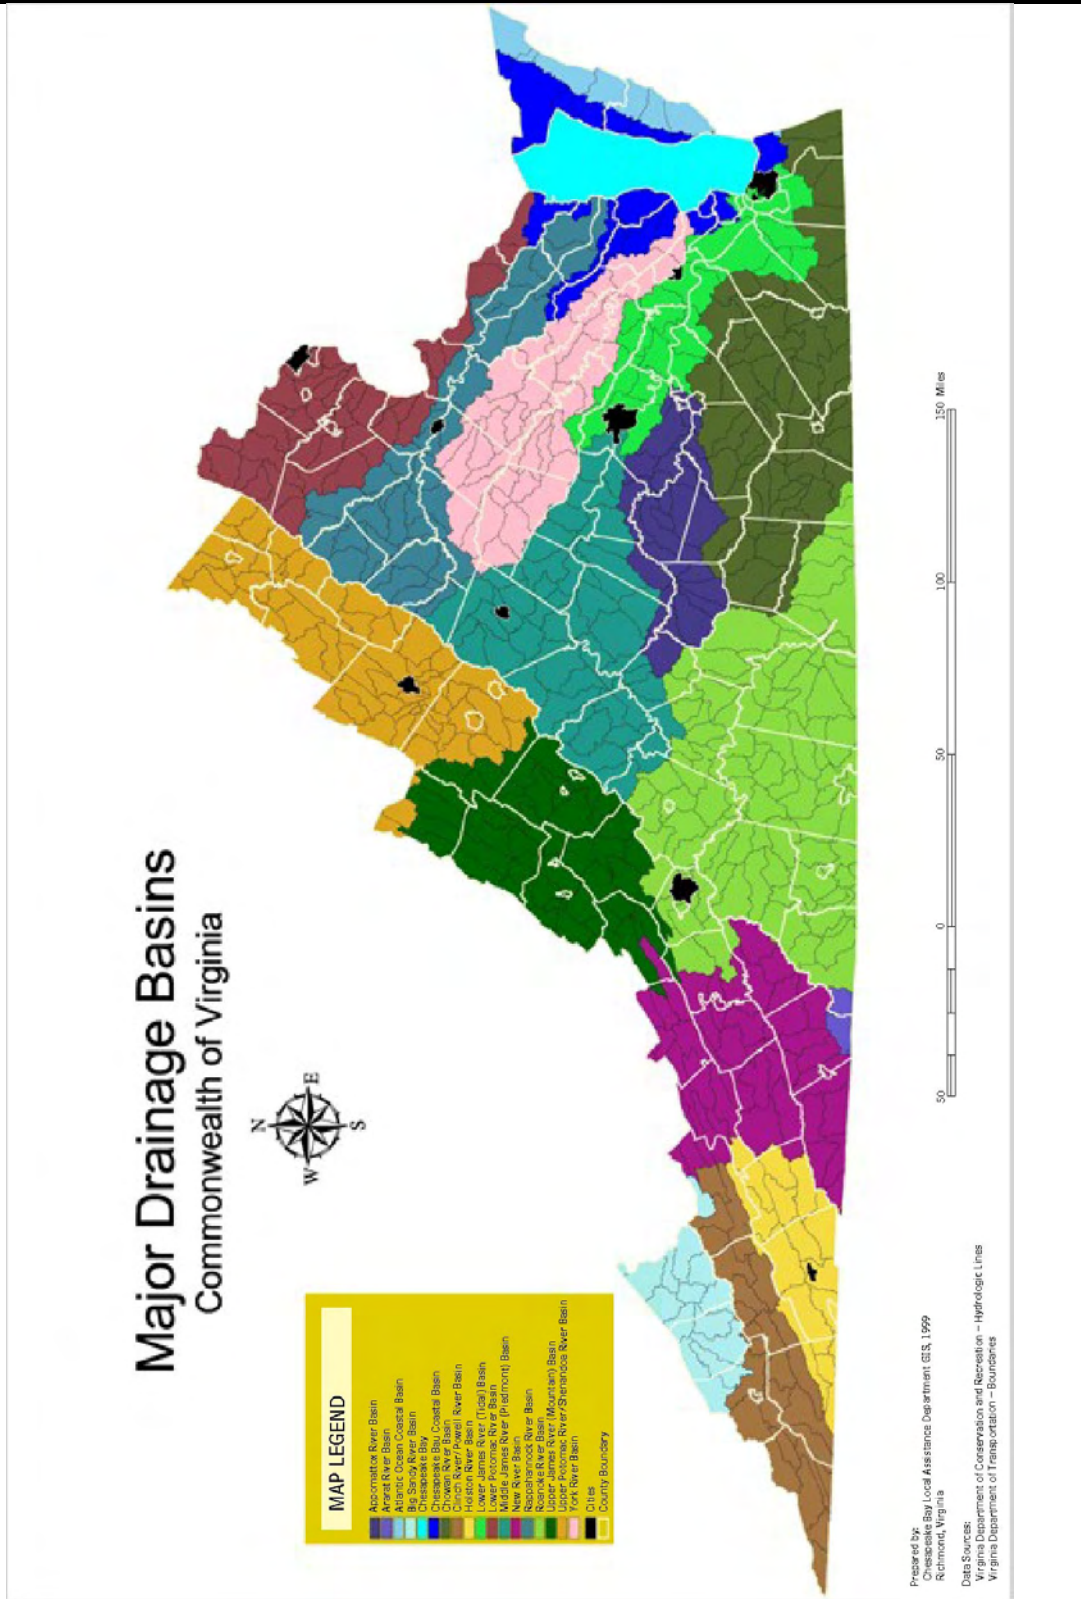 Major Drainage Basins
Commonwealth of Virginia
N
W
E
S
MAP LEGEND
Appomattox River Basin
Ararat River Basin
Atlantic Ocean Coastal Basin
Big Sandy River Basin
Chesapeake Bay
Chesapeake Bau Coastal Basin
Chowan River Basin
Clinch River/Powell River Basin
Holston River Basin
Lower James River (Tidal) Basin
Lower Potomac River Basin
Middle James River (Piedmont) Basin
New River Basin
Rappahannock River Basin
Roanoke River Basin
Upper James River (Mountain) Basin
Upper Potomac River/Shenandoa River Basin
York River Basin
Cities
County Boundary
50 0 50 100 150 Miles
Prepared by:
Chesapeake Bay Local Assistance Department GIS, 1999
Richmond, Virginia
Data Sources:
Virginia Department of Conservation and Recreation - Hydrologic Lines
Virginia Department of Transportation - Boundaries